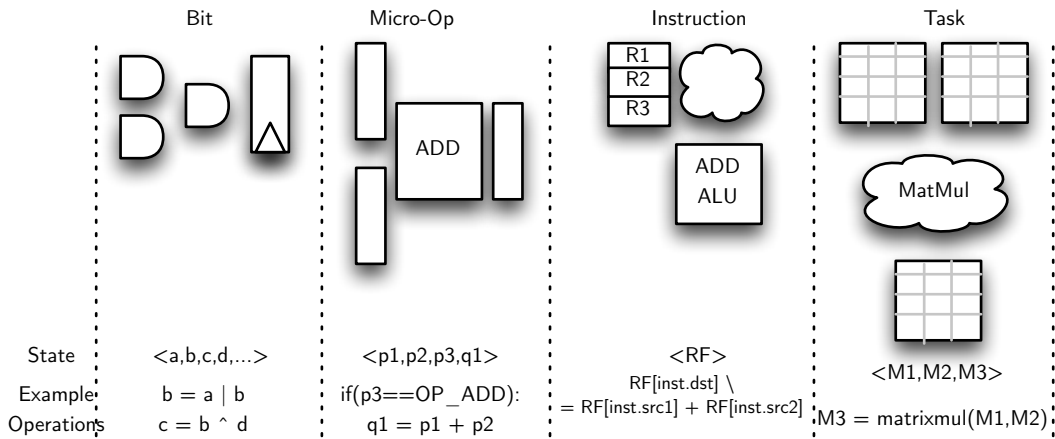 Bit
Micro-Op
Instruction
Task
ADD
R1
R2
R3
ADD
ALU
MatMul
State
<a,b,c,d,...>
<p1,p2,p3,q1>
<RF>
<M1,M2,M3>
Example
Operations
b = a | b
c = b ^ d
if(p3==OP_ADD):
q1 = p1 + p2
RF[inst.dst] \
= RF[inst.src1] + RF[inst.src2]
M3 = matrixmul(M1,M2)